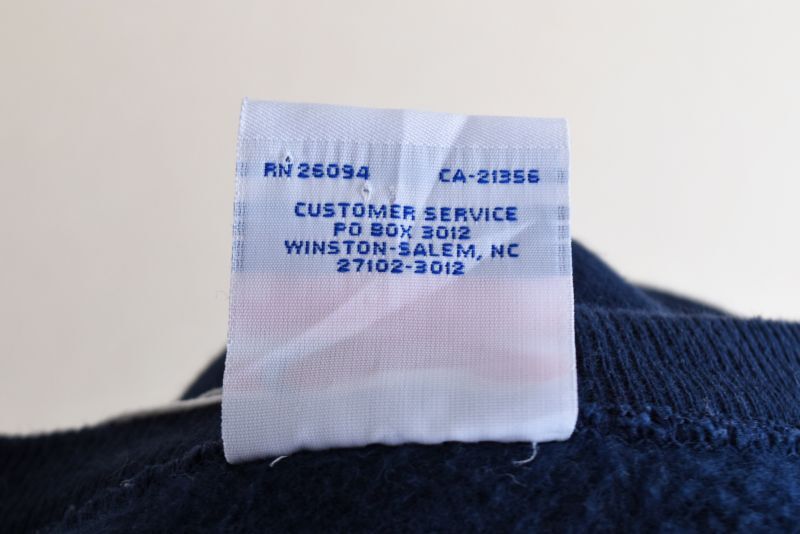 RN 26094 CA-21356
CUSTOMER SERVICE
PO BOX 3012
WINSTON-SALEM, NC
27102-3012